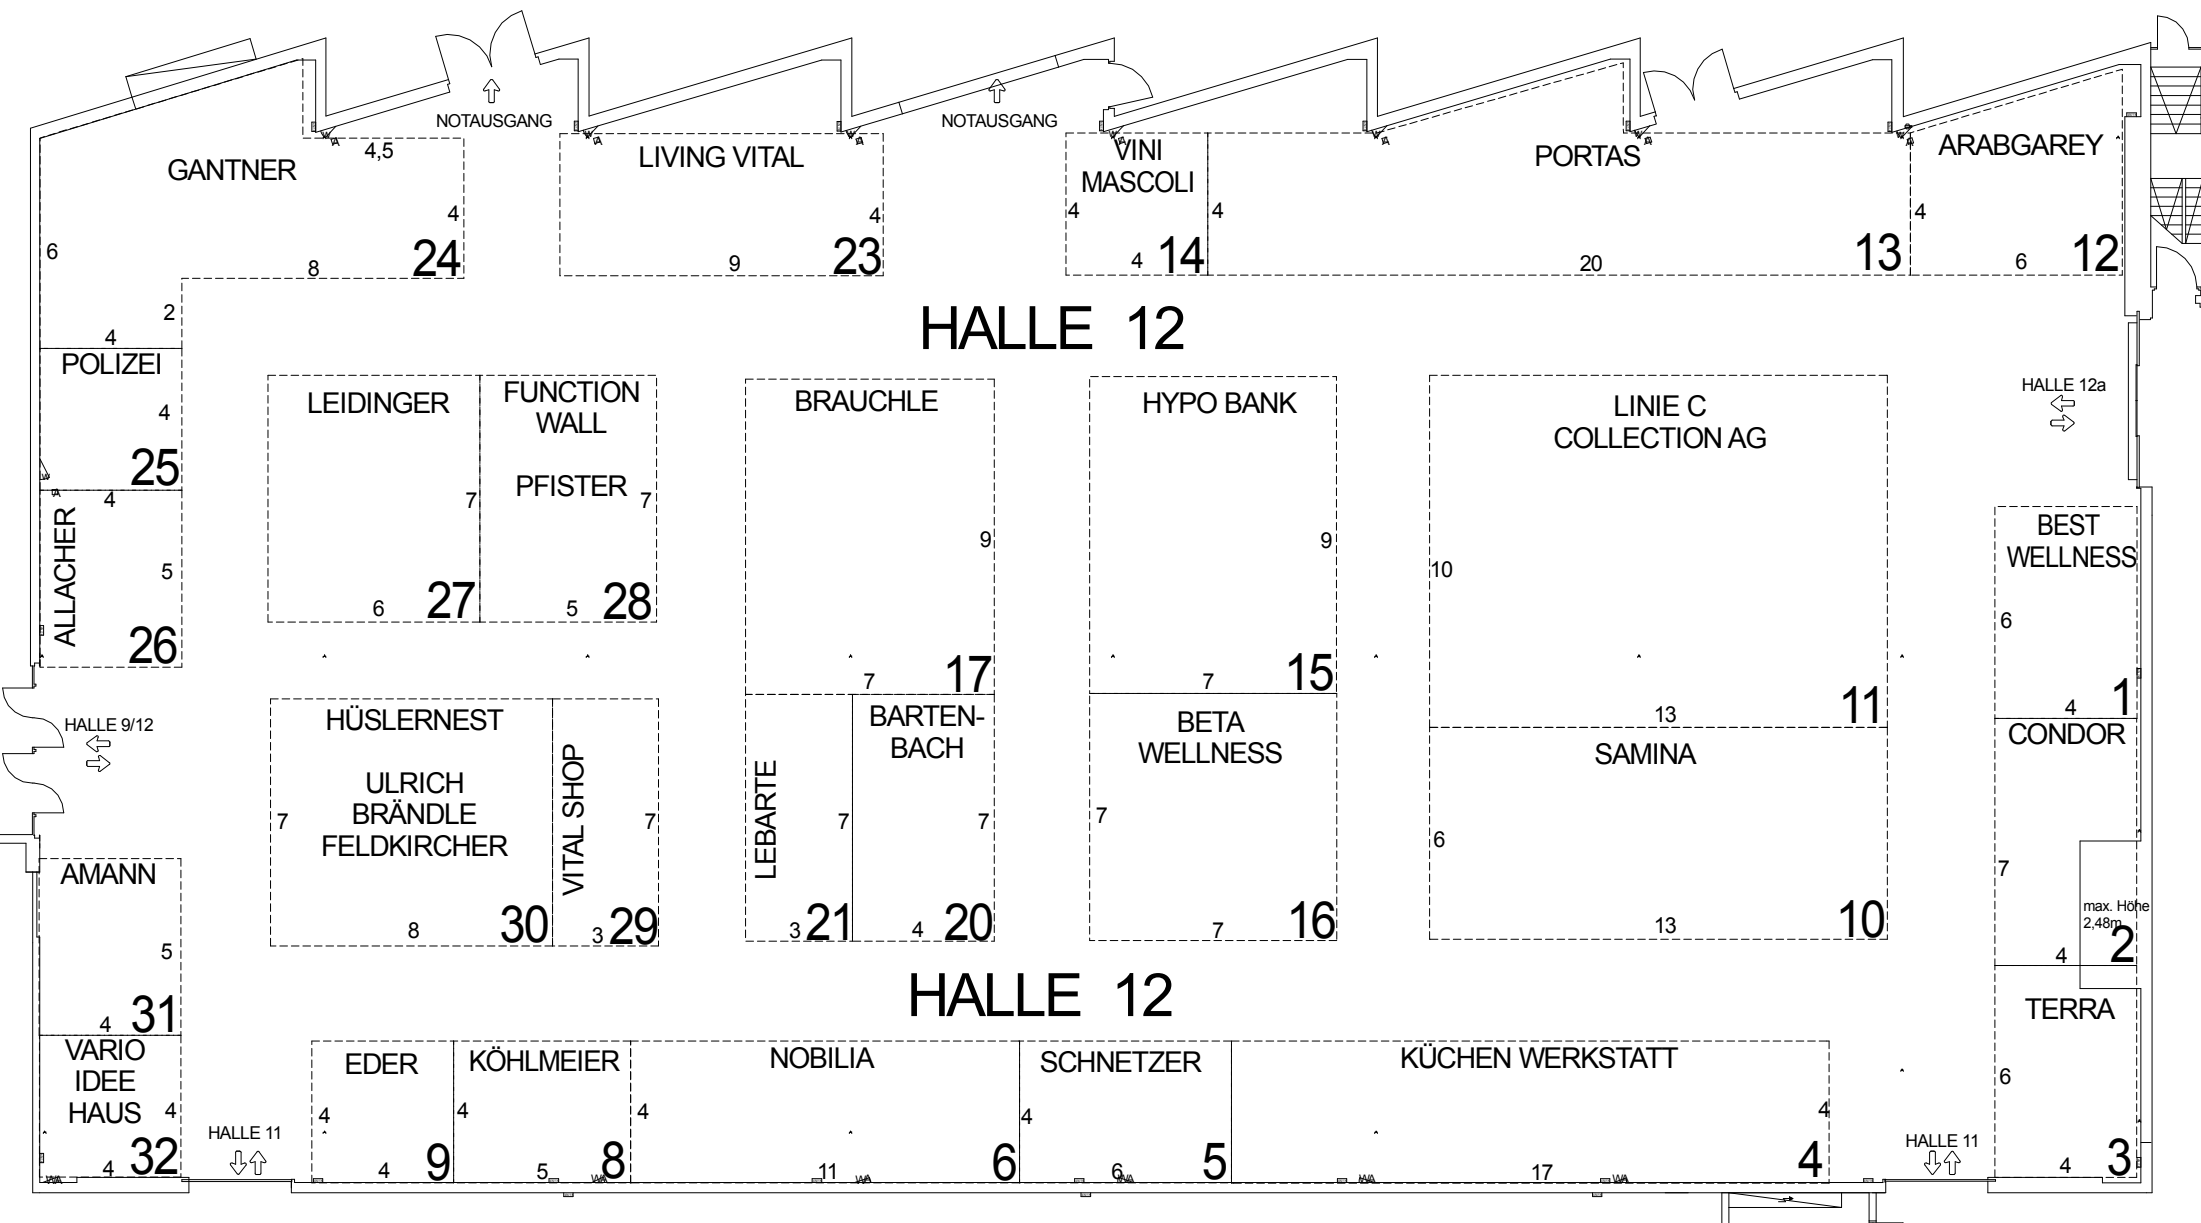 NOTAUSGANG
NOTAUSGANG
GANTNER
4,5
4
6
8
24
2
4
LIVING VITAL
4
9
23
VINI
MASCOLI
4
4
14
PORTAS
4
20
13
ARABGAREY
4
6
12
HALLE 12
POLIZEI
4
25
4
ALLACHER
5
26
LEIDINGER
7
6
27
FUNCTION
WALL
PFISTER
7
5
28
BRAUCHLE
9
7
17
HYPO BANK
9
7
15
LINIE C
COLLECTION AG
10
13
11
HALLE 12a
BEST
WELLNESS
6
4
1
HALLE 9/12
HÜSLERNEST
ULRICH
BRÄNDLE
FELDKIRCHER
7
8
30
VITAL SHOP
7
3
29
LEBARTE
7
3
21
BARTEN-
BACH
7
4
20
BETA
WELLNESS
7
7
16
SAMINA
6
13
10
CONDOR
7
max. Höhe
2,48m
4
2
AMANN
5
4
31
HALLE 12
VARIO
IDEE
HAUS
4
4
32
HALLE 11
EDER
4
4
9
KÖHLMEIER
4
5
8
NOBILIA
4
11
6
SCHNETZER
4
6
5
KÜCHEN WERKSTATT
4
17
4
HALLE 11
TERRA
6
4
3